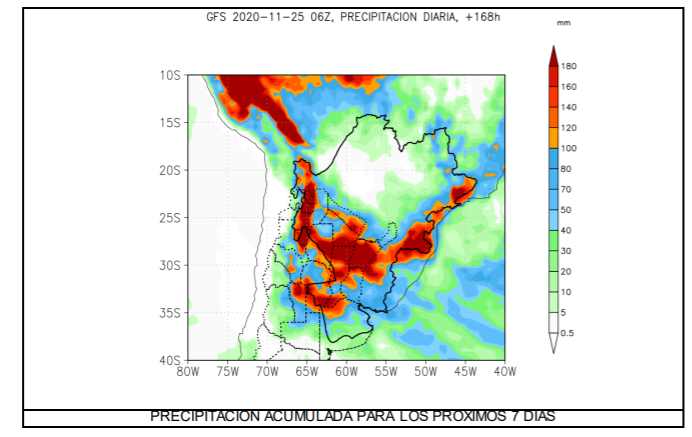 GFS 2020-11-25 06Z, PRECIPITACION DIARIA, +168h
mm
10S
15S
20S
25S
30S
35S
40S
80W 75W 70W 65W 60W 55W 50W 45W 40W
180
160
140
120
100
80
70
50
40
30
20
10
5
0.5
PRECIPITACION ACUMULADA PARA LOS PROXIMOS 7 DIAS